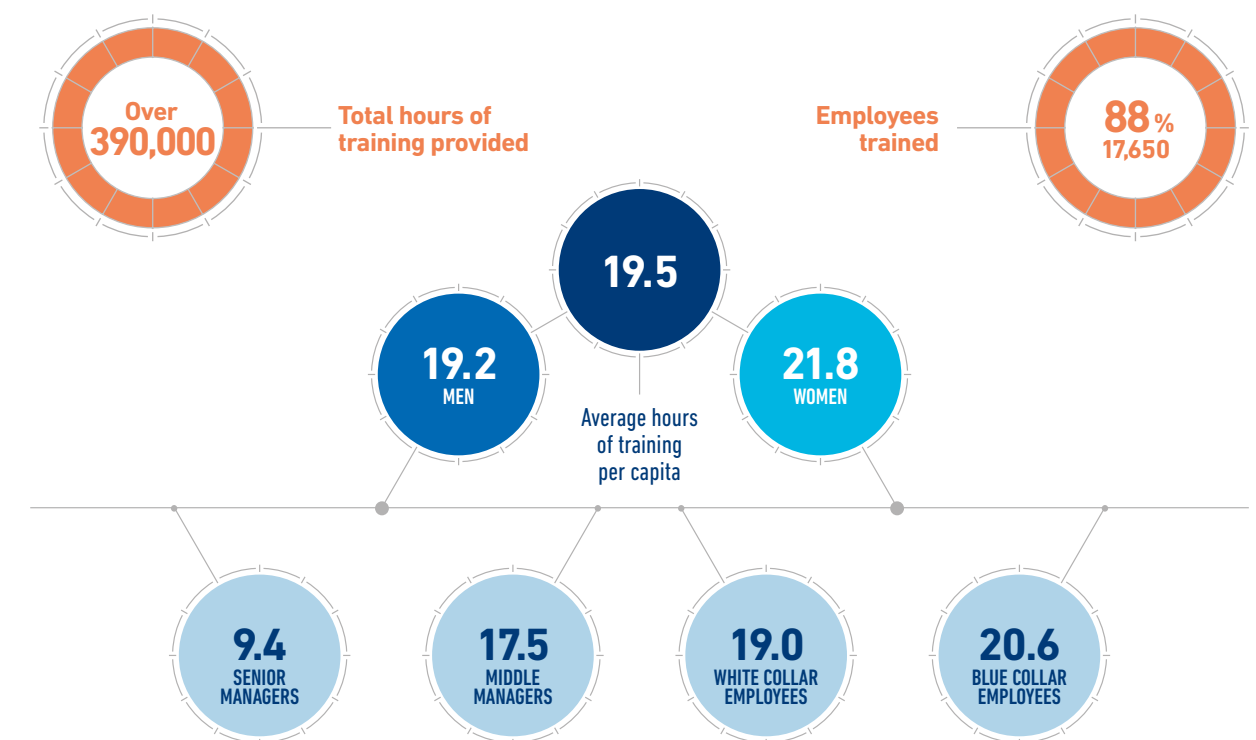 Over
390,000
Total hours of
training provided
Employees
trained
88%
17,650
19.5
19.2
MEN
21.8
WOMEN
Average hours
of training
per capita
9.4
SENIOR
MANAGERS
17.5
MIDDLE
MANAGERS
19.0
WHITE COLLAR
EMPLOYEES
20.6
BLUE COLLAR
EMPLOYEES